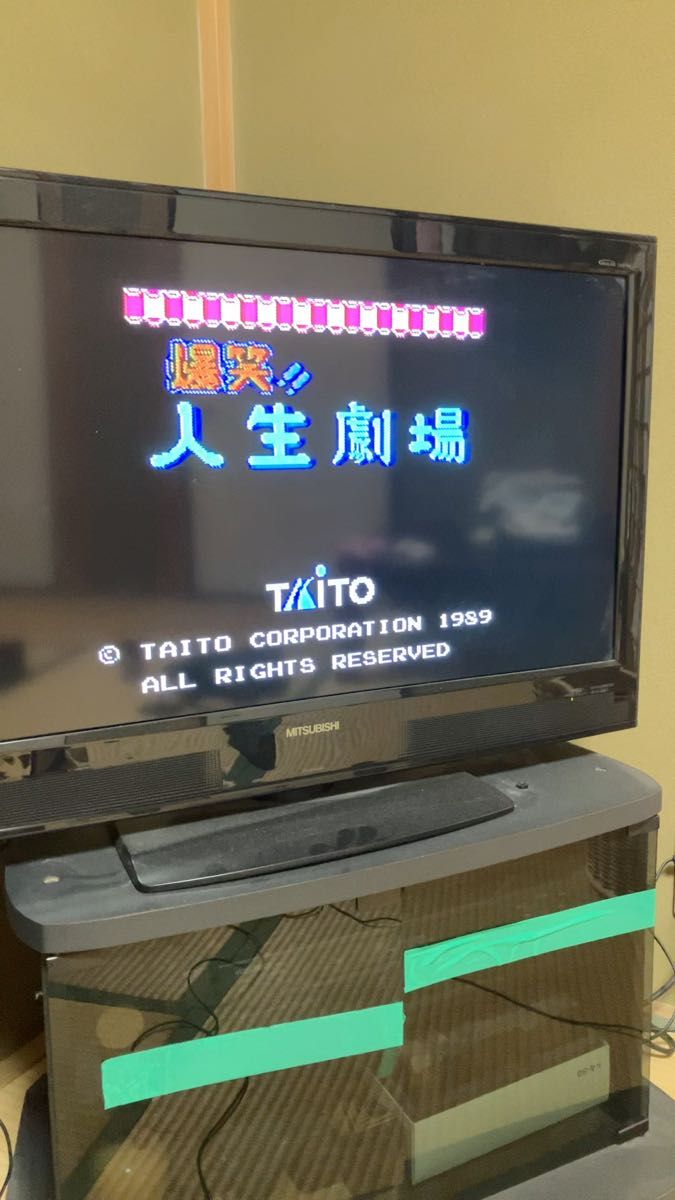 爆笑!!
人生劇場
TAITO
© TAITO CORPORATION 1989
ALL RIGHTS RESERVED
MITSUBISHI